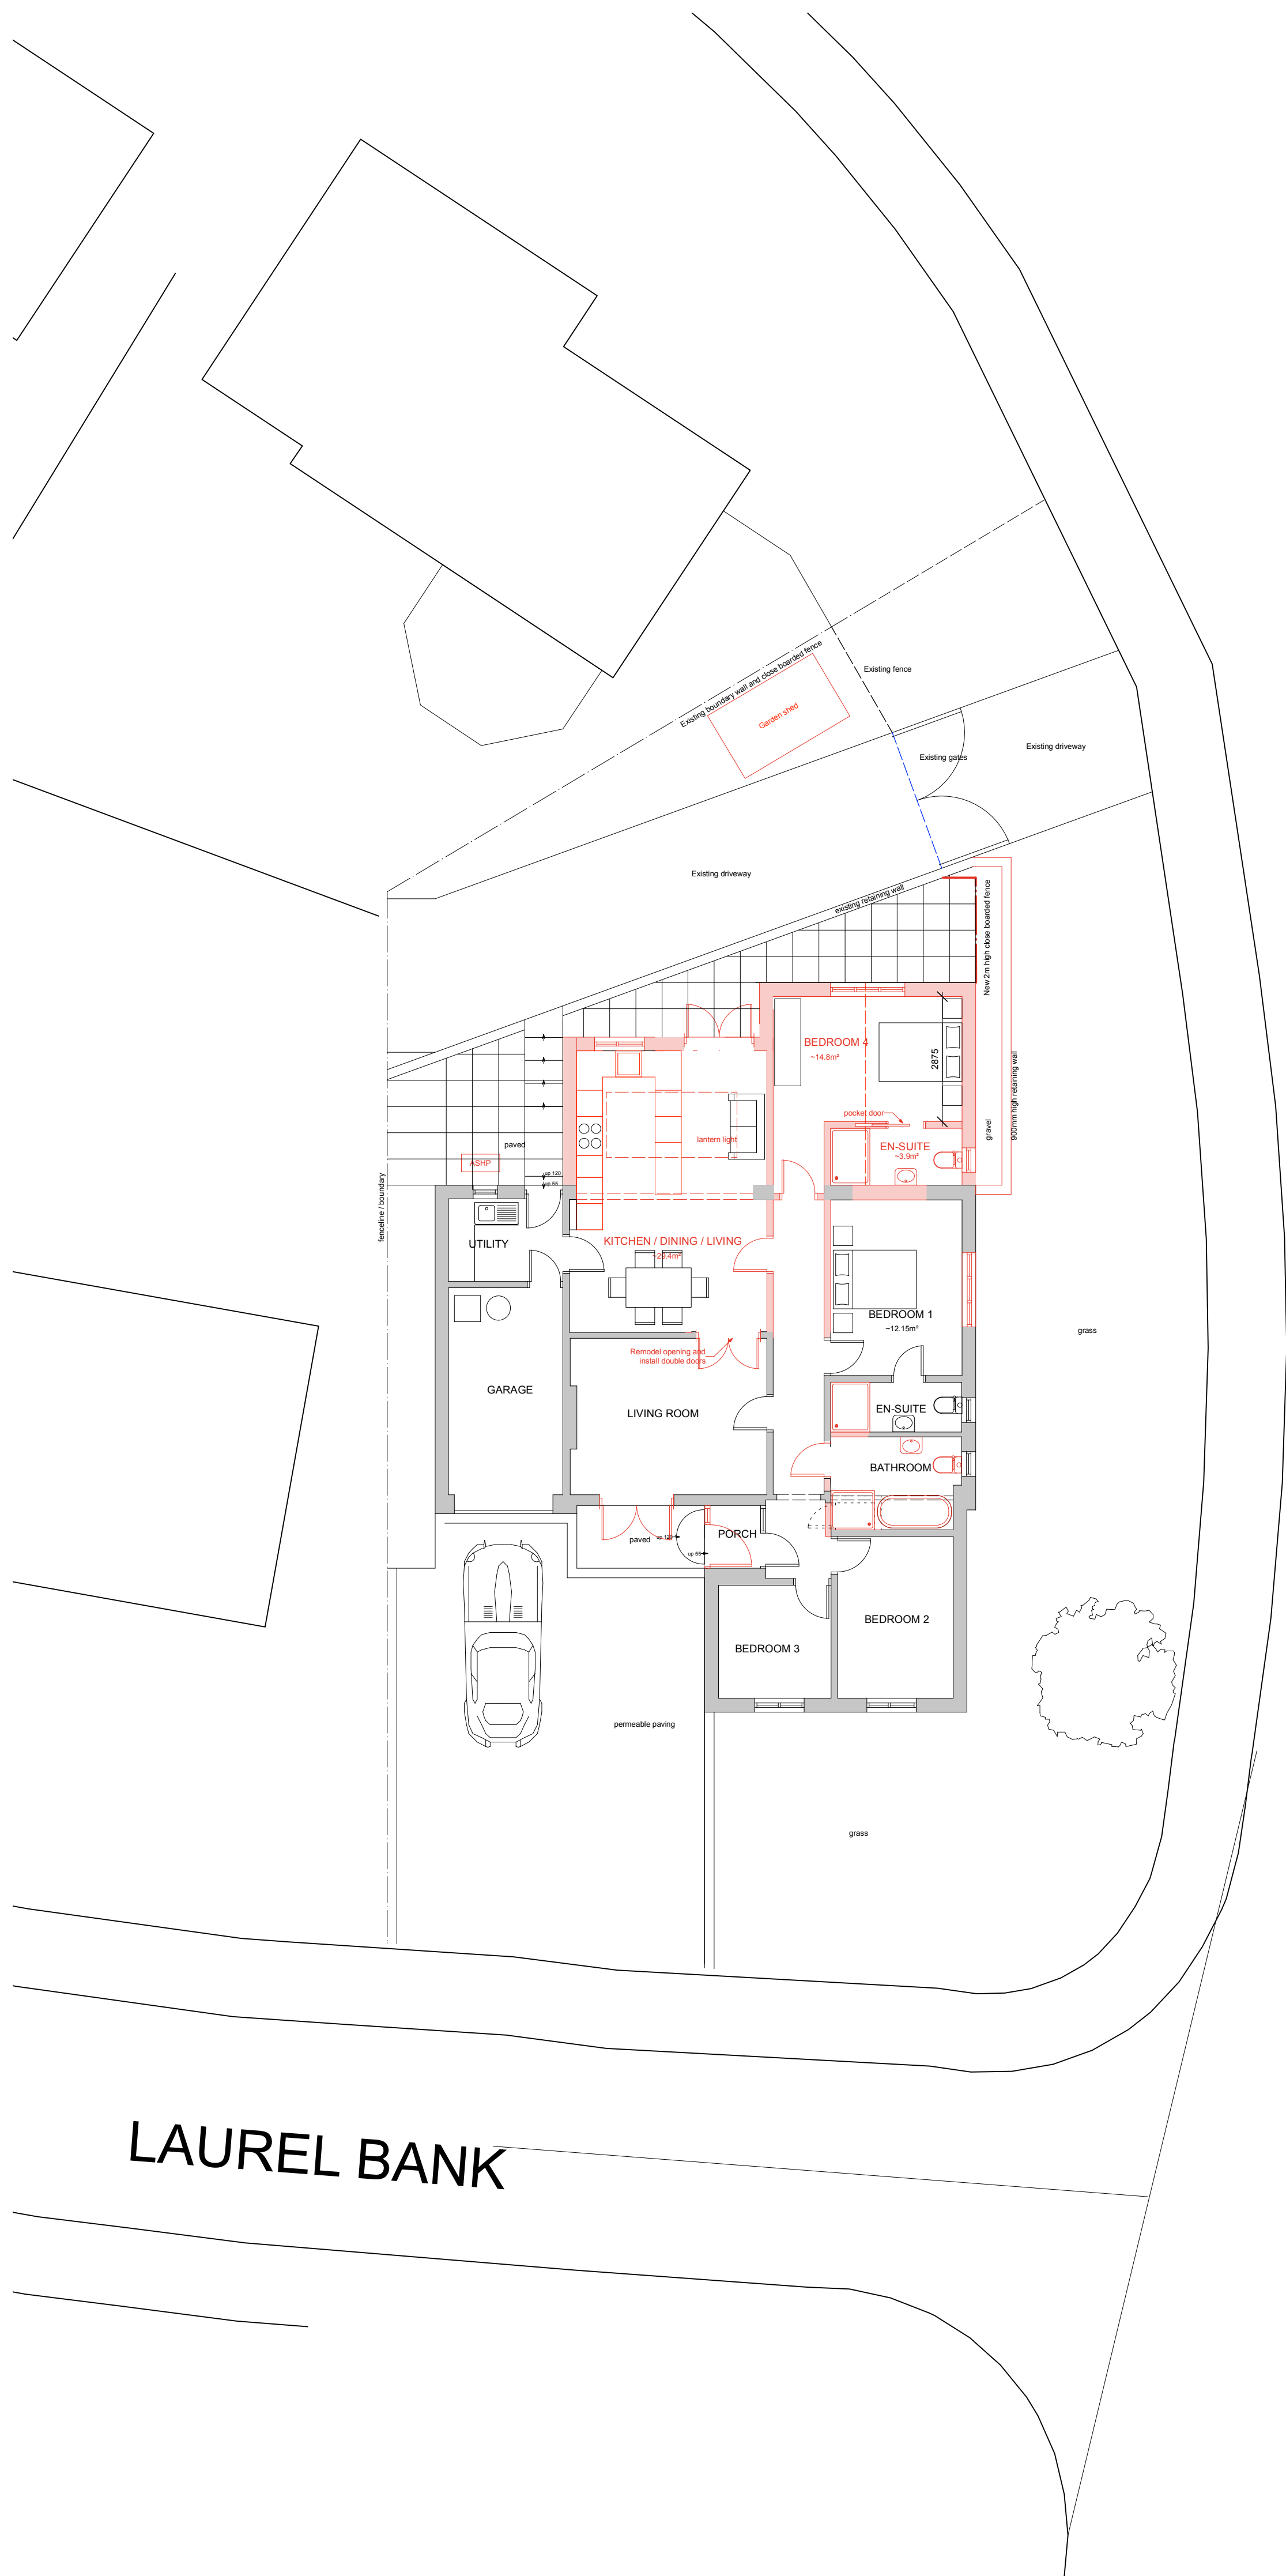 Existing boundary wall and close boarded fence
Existing fence
Garden shed
Existing gates
Existing driveway
Existing driveway
existing retaining wall
New 2m high close boarded fence
BEDROOM 4
~14.8m²
2875
900mm high retaining wall
gravel
pocket door
lantern light
EN-SUITE
~3.9m²
paved
ASHP
up 120
up 55
fenceline / boundary
UTILITY
KITCHEN / DINING / LIVING
~29.4m²
BEDROOM 1
~12.15m²
grass
Remodel opening and
install double doors
GARAGE
LIVING ROOM
EN-SUITE
BATHROOM
PORCH
paved
up 120
up 55
BEDROOM 2
BEDROOM 3
permeable paving
grass
LAUREL BANK